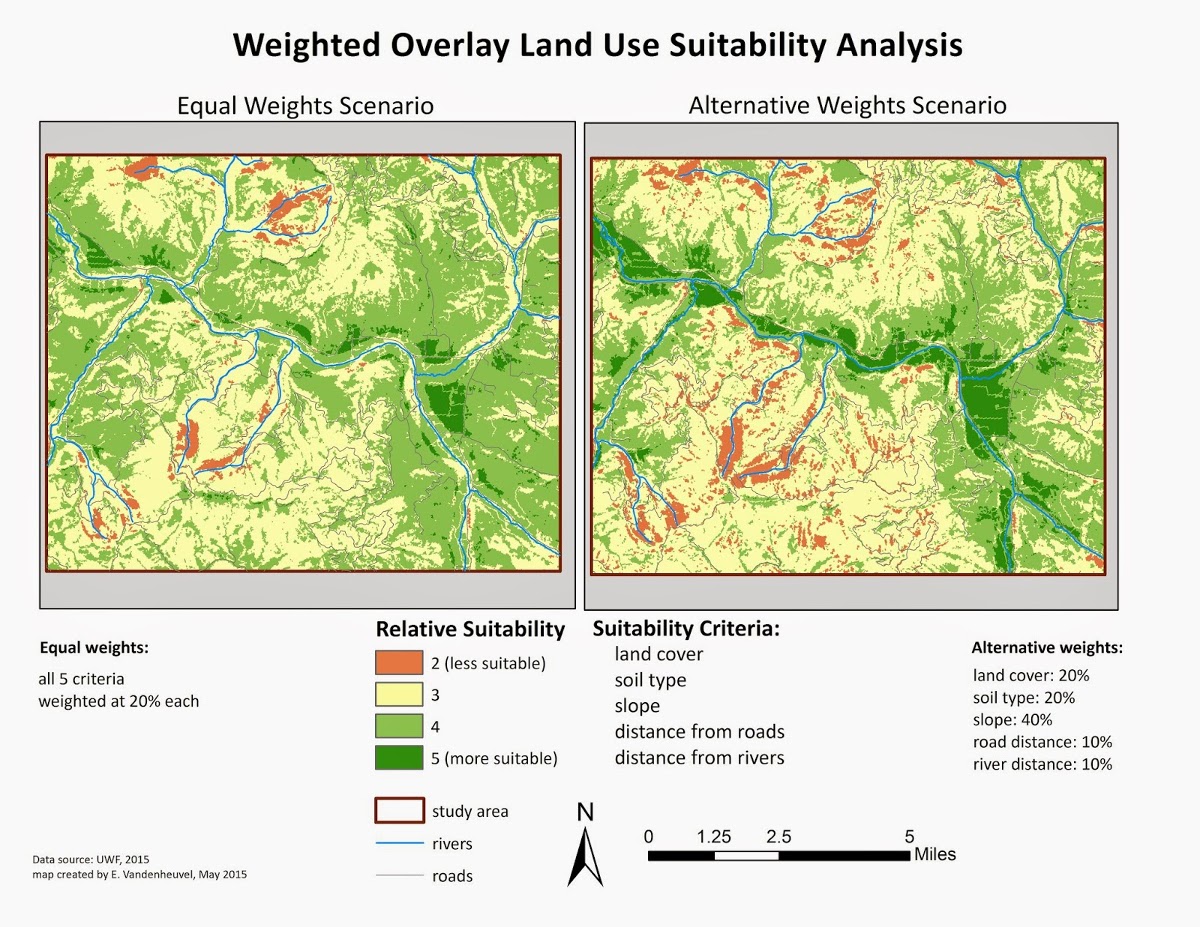 Weighted Overlay Land Use Suitability Analysis
Equal Weights Scenario
Alternative Weights Scenario
Equal weights:
all 5 criteria
weighted at 20% each
Relative Suitability
2 (less suitable)
3
4
5 (more suitable)
study area
rivers
roads
Suitability Criteria:
land cover
soil type
slope
distance from roads
distance from rivers
Alternative weights:
land cover: 20%
soil type: 20%
slope: 40%
road distance: 10%
river distance: 10%
N
0 1.25 2.5 5
Miles
Data source: UWF, 2015
map created by E. Vandenheuvel, May 2015